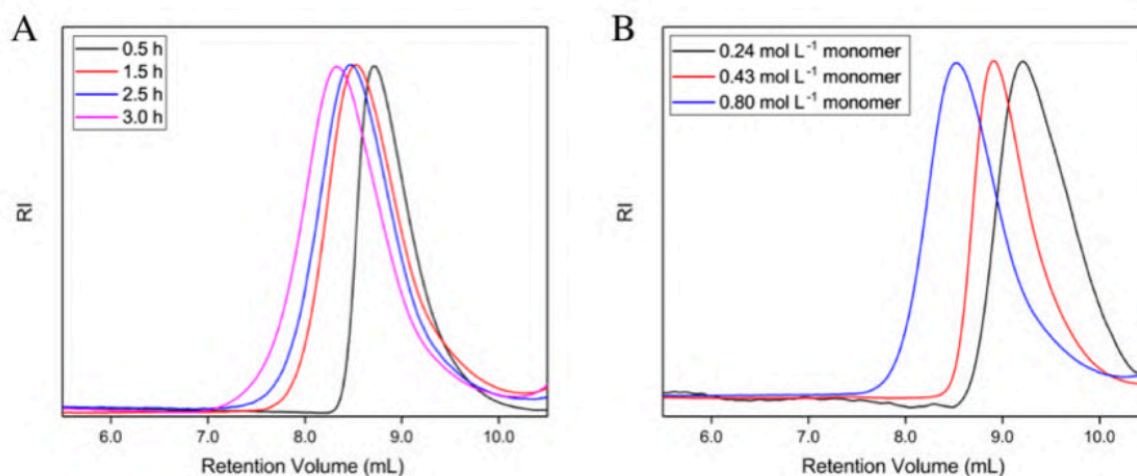 A
0.5 h
1.5 h
2.5 h
3.0 h
RI
6.0 7.0 8.0 9.0 10.0
Retention Volume (mL)
B
0.24 mol L⁻¹ monomer
0.43 mol L⁻¹ monomer
0.80 mol L⁻¹ monomer
RI
6.0 7.0 8.0 9.0 10.0
Retention Volume (mL)